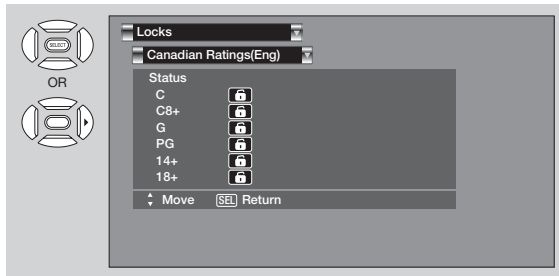 Locks
Canadian Ratings(Eng)
SELECT
OR
Status
C
C8+
G
PG
14+
18+
Move SEL Return